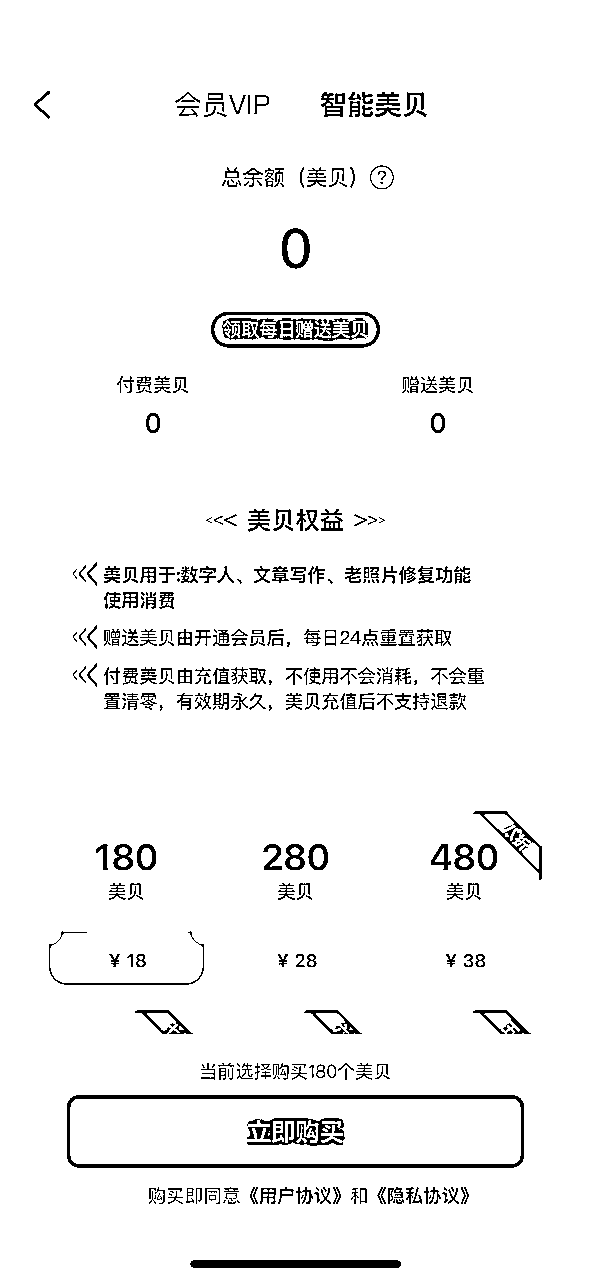 会员VIP 智能美贝
总余额（美贝）?
0
领取每日赠送美贝
付费美贝 赠送美贝
0 0
<<< 美贝权益 >>>
美贝用于:数字人、文章写作、老照片修复功能
使用消费
赠送美贝由开通会员后，每日24点重置获取
付费美贝由充值获取，不使用不会消耗，不会重
置清零，有效期永久，美贝充值后不支持退款
180 280 480
美贝 美贝 美贝
¥ 18 ¥ 28 ¥ 38
当前选择购买180个美贝
立即购买
购买即同意《用户协议》和《隐私协议》